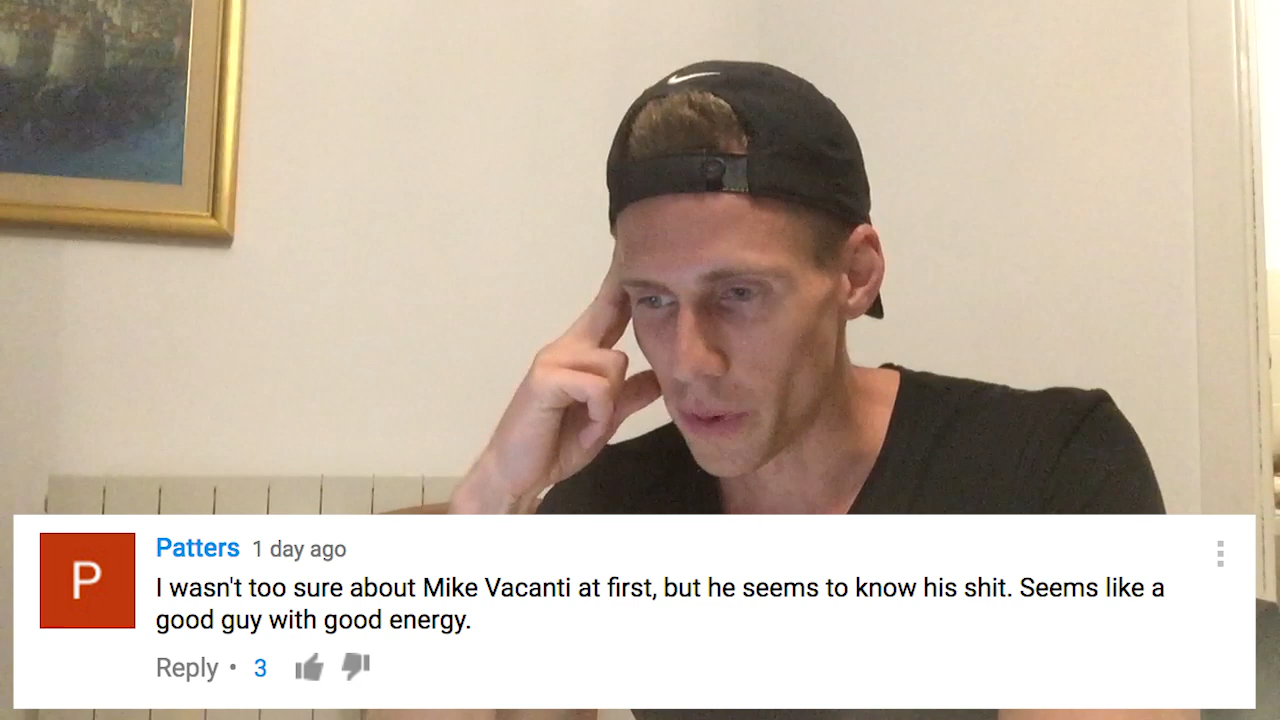 P
Patters 1 day ago
I wasn't too sure about Mike Vacanti at first, but he seems to know his shit. Seems like a
good guy with good energy.
Reply • 3